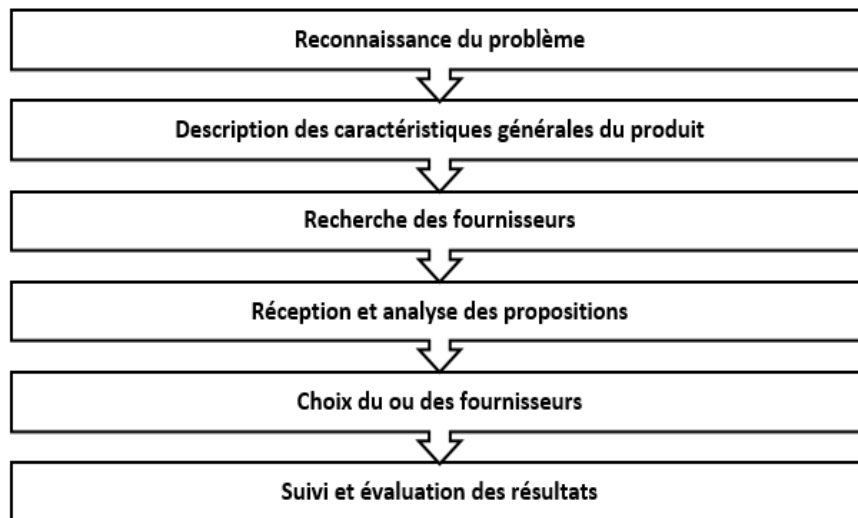 Reconnaissance du problème
Description des caractéristiques générales du produit
Recherche des fournisseurs
Réception et analyse des propositions
Choix du ou des fournisseurs
Suivi et évaluation des résultats